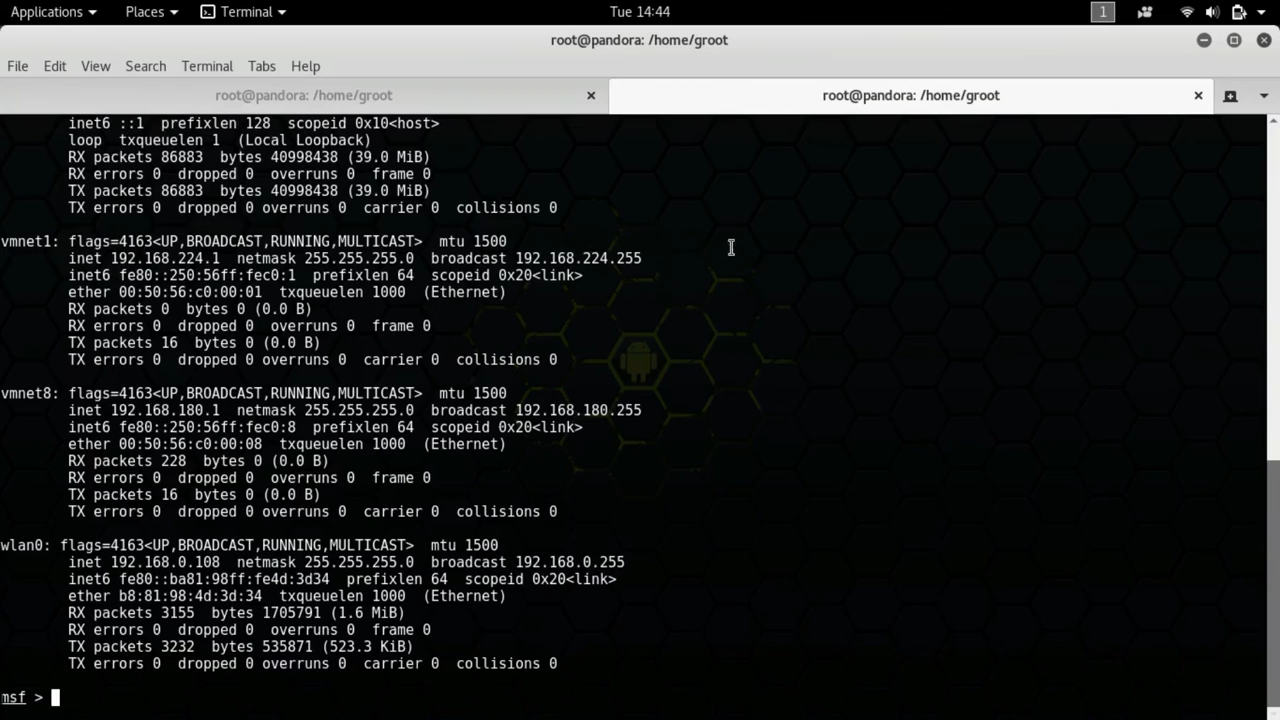 Applications Places Terminal Tue 14:44 1
root@pandora: /home/groot
File Edit View Search Terminal Tabs Help
root@pandora: /home/groot root@pandora: /home/groot
inet6 ::1 prefixlen 128 scopeid 0x10<host>
loop txqueuelen 1 (Local Loopback)
RX packets 86883 bytes 40998438 (39.0 MiB)
RX errors 0 dropped 0 overruns 0 frame 0
TX packets 86883 bytes 40998438 (39.0 MiB)
TX errors 0 dropped 0 overruns 0 carrier 0 collisions 0
vmnet1: flags=4163<UP,BROADCAST,RUNNING,MULTICAST> mtu 1500
inet 192.168.224.1 netmask 255.255.255.0 broadcast 192.168.224.255
inet6 fe80::250:56ff:fec0:1 prefixlen 64 scopeid 0x20<link>
ether 00:50:56:c0:00:01 txqueuelen 1000 (Ethernet)
RX packets 0 bytes 0 (0.0 B)
RX errors 0 dropped 0 overruns 0 frame 0
TX packets 16 bytes 0 (0.0 B)
TX errors 0 dropped 0 overruns 0 carrier 0 collisions 0
vmnet8: flags=4163<UP,BROADCAST,RUNNING,MULTICAST> mtu 1500
inet 192.168.180.1 netmask 255.255.255.0 broadcast 192.168.180.255
inet6 fe80::250:56ff:fec0:8 prefixlen 64 scopeid 0x20<link>
ether 00:50:56:c0:00:08 txqueuelen 1000 (Ethernet)
RX packets 228 bytes 0 (0.0 B)
RX errors 0 dropped 0 overruns 0 frame 0
TX packets 16 bytes 0 (0.0 B)
TX errors 0 dropped 0 overruns 0 carrier 0 collisions 0
wlan0: flags=4163<UP,BROADCAST,RUNNING,MULTICAST> mtu 1500
inet 192.168.0.108 netmask 255.255.255.0 broadcast 192.168.0.255
inet6 fe80::ba81:98ff:fe4d:3d34 prefixlen 64 scopeid 0x20<link>
ether b8:81:98:4d:3d:34 txqueuelen 1000 (Ethernet)
RX packets 3155 bytes 1705791 (1.6 MiB)
RX errors 0 dropped 0 overruns 0 frame 0
TX packets 3232 bytes 535871 (523.3 KiB)
TX errors 0 dropped 0 overruns 0 carrier 0 collisions 0
msf >